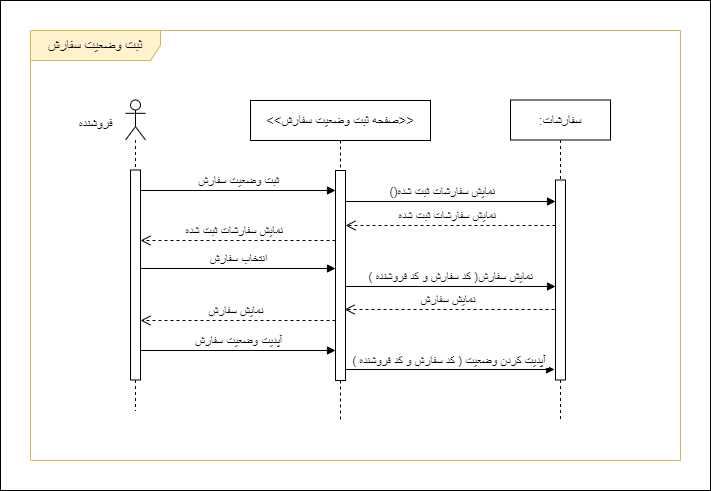 ثبت وضعیت سفارش
فروشنده
<<صفحه ثبت وضعیت سفارش>>
سفارشات:
ثبت وضعیت سفارش
نمایش سفارشات ثبت شده()
نمایش سفارشات ثبت شده
نمایش سفارشات ثبت شده
انتخاب سفارش
نمایش سفارش( کد سفارش و کد فروشنده )
نمایش سفارش
نمایش سفارش
آپدیت وضعیت سفارش
آپدیت کردن وضعیت ( کد سفارش و کد فروشنده )